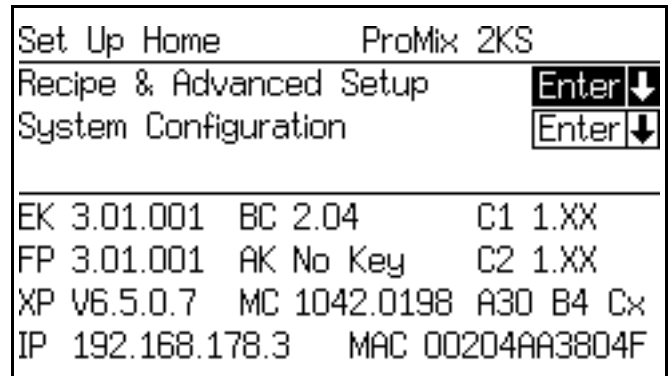 Set Up Home ProMix 2KS
Recipe & Advanced Setup Enter
System Configuration Enter
EK 3.01.001 BC 2.04 C1 1.XX
FP 3.01.001 AK No Key C2 1.XX
XP V6.5.0.7 MC 1042.0198 A30 B4 Cx
IP 192.168.178.3 MAC 00204AA3804F